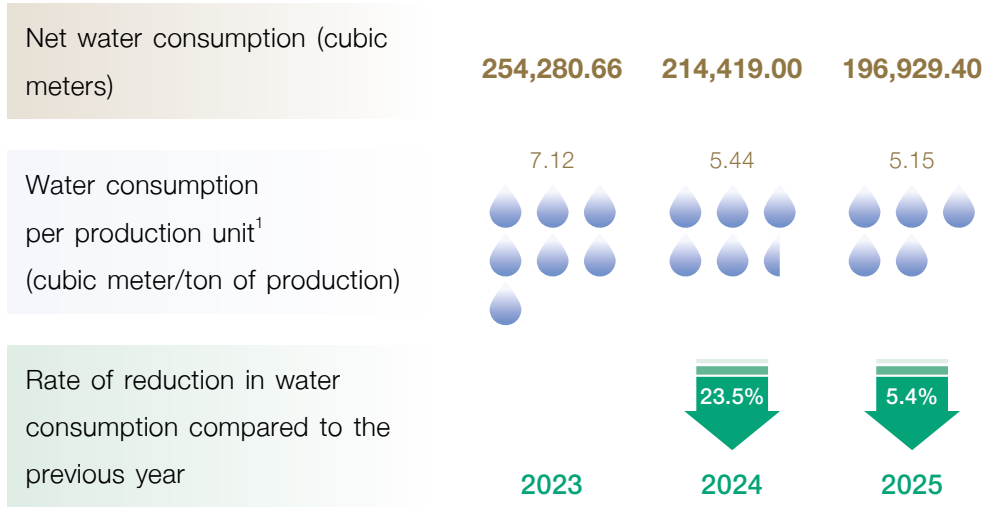 Net water consumption (cubic
meters)
254,280.66 214,419.00 196,929.40
Water consumption
per production unit¹
(cubic meter/ton of production)
7.12 5.44 5.15
Rate of reduction in water
consumption compared to the
previous year
23.5% 5.4%
2023 2024 2025